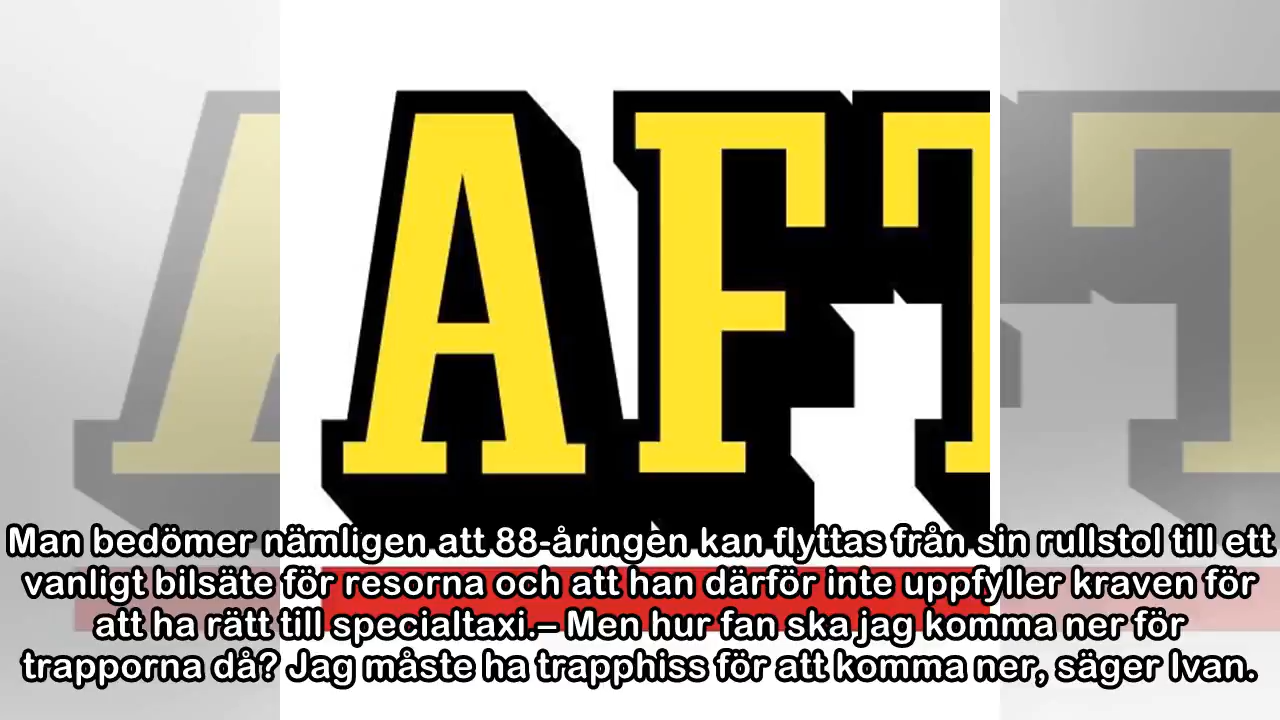 AFT
Man bedömer nämligen att 88-åringen kan flyttas från sin rullstol till ett
vanligt bilsäte för resorna och att han därför inte uppfyller kraven för
att ha rätt till specialtaxi.– Men hur fan ska jag komma ner för
trapporna då? Jag måste ha trapphiss för att komma ner, säger Ivan.